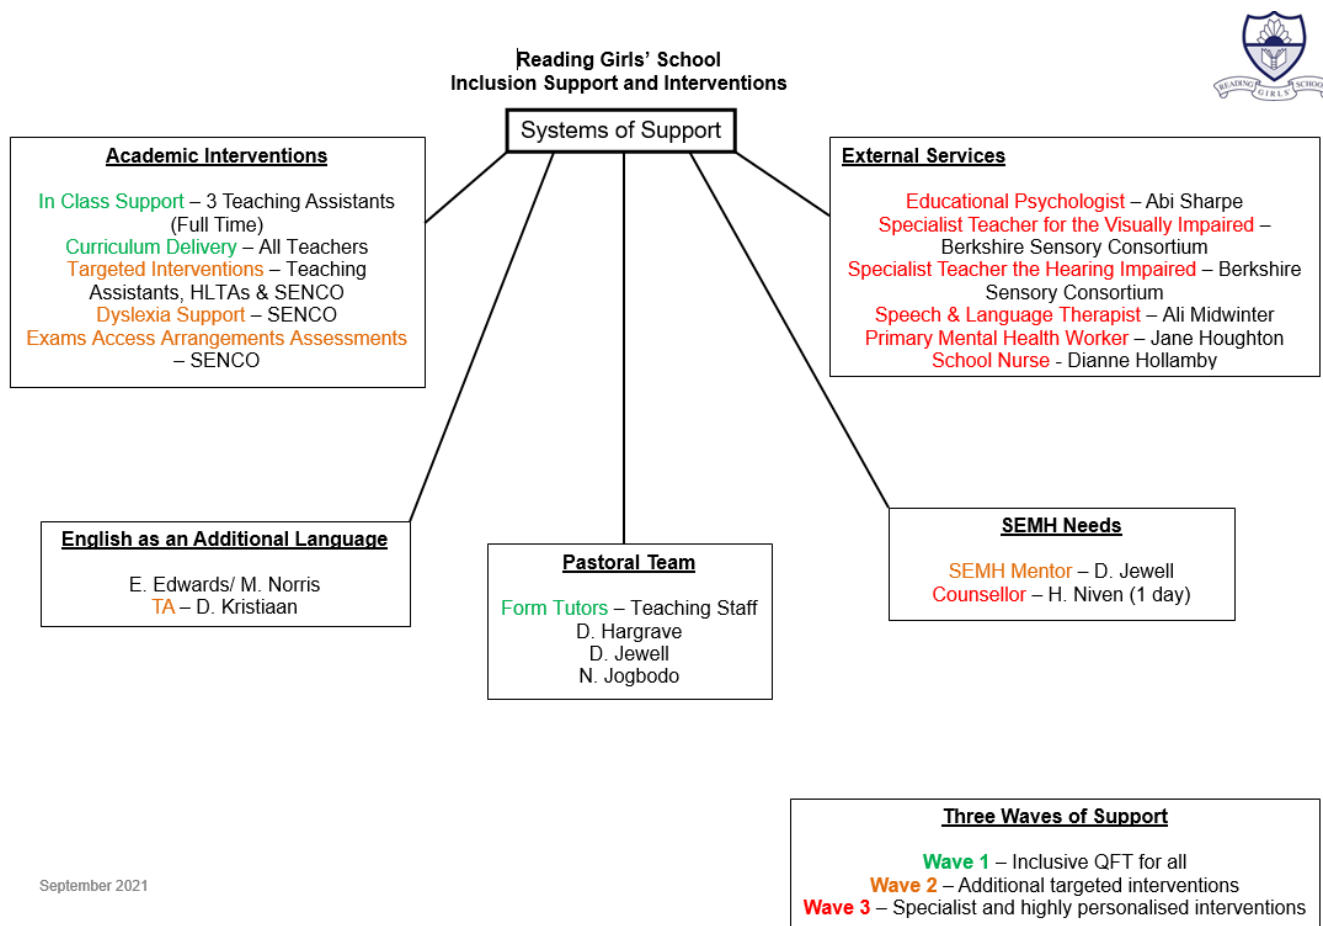 Reading Girls' School
Inclusion Support and Interventions
READING GIRLS' SCHOOL
Systems of Support
Academic Interventions
In Class Support – 3 Teaching Assistants
(Full Time)
Curriculum Delivery – All Teachers
Targeted Interventions – Teaching
Assistants, HLTAs & SENCO
Dyslexia Support – SENCO
Exams Access Arrangements Assessments
– SENCO
External Services
Educational Psychologist – Abi Sharpe
Specialist Teacher for the Visually Impaired –
Berkshire Sensory Consortium
Specialist Teacher the Hearing Impaired – Berkshire
Sensory Consortium
Speech & Language Therapist – Ali Midwinter
Primary Mental Health Worker – Jane Houghton
School Nurse - Dianne Hollamby
English as an Additional Language
E. Edwards/ M. Norris
TA – D. Kristiaan
Pastoral Team
Form Tutors – Teaching Staff
D. Hargrave
D. Jewell
N. Jogbodo
SEMH Needs
SEMH Mentor – D. Jewell
Counsellor – H. Niven (1 day)
Three Waves of Support
Wave 1 – Inclusive QFT for all
Wave 2 – Additional targeted interventions
Wave 3 – Specialist and highly personalised interventions
September 2021